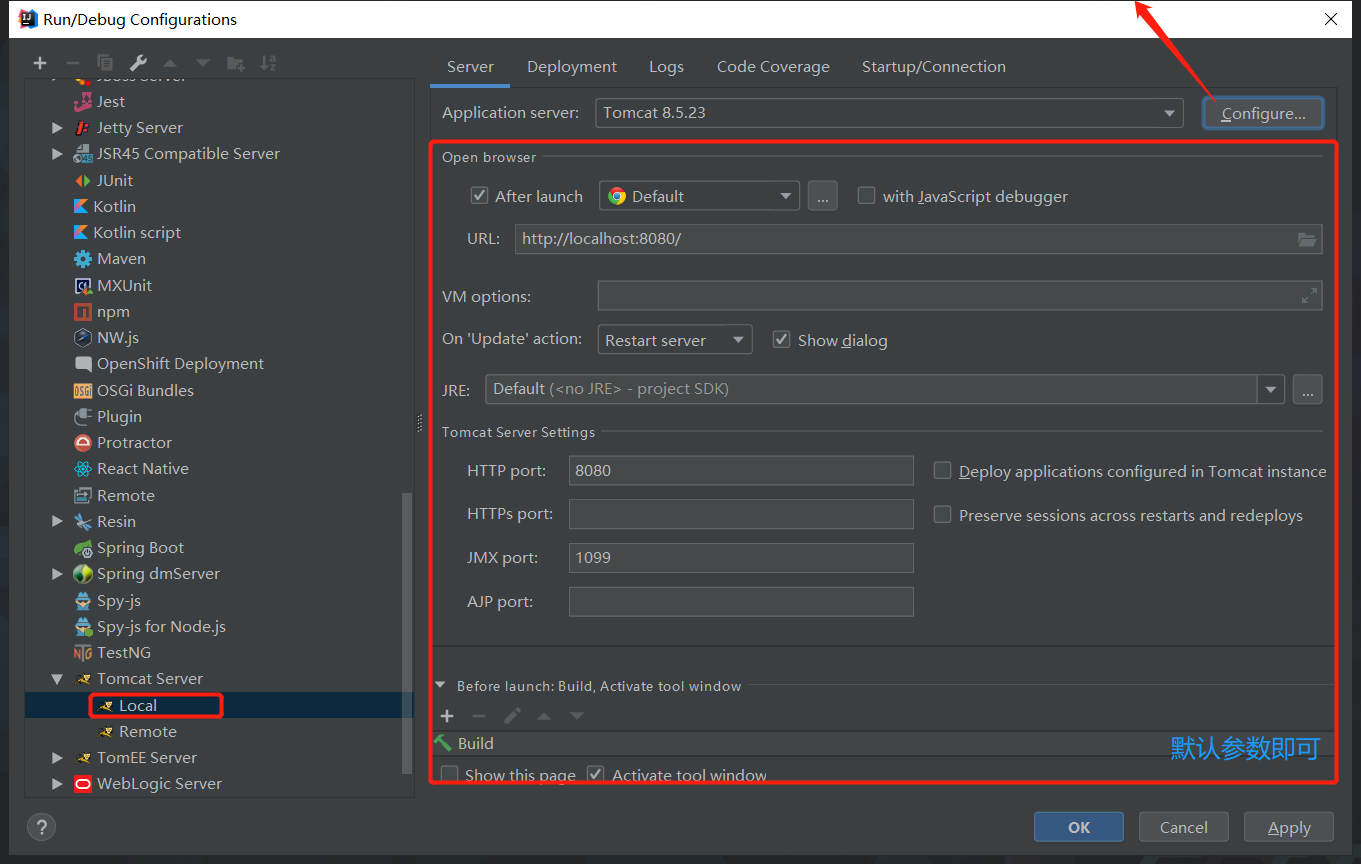 Run/Debug Configurations
Server
Deployment
Logs
Code Coverage
Startup/Connection
JBoss Server
Jest
Jetty Server
JSR45 Compatible Server
JUnit
Kotlin
Kotlin script
Maven
MXUnit
npm
NW.js
OpenShift Deployment
OSGi Bundles
Plugin
Protractor
React Native
Remote
Resin
Spring Boot
Spring dmServer
Spy-js
Spy-js for Node.js
TestNG
Tomcat Server
Local
Remote
TomEE Server
WebLogic Server
Application server: Tomcat 8.5.23 Configure...
Open browser
After launch Default ... with JavaScript debugger
URL: http://localhost:8080/
VM options:
On 'Update' action: Restart server Show dialog
JRE: Default (<no JRE> - project SDK) ...
Tomcat Server Settings
HTTP port: 8080 Deploy applications configured in Tomcat instance
HTTPs port: Preserve sessions across restarts and redeploys
JMX port: 1099
AJP port:
Before launch: Build, Activate tool window
Build
默认参数即可
Show this page Activate tool window
? OK Cancel Apply